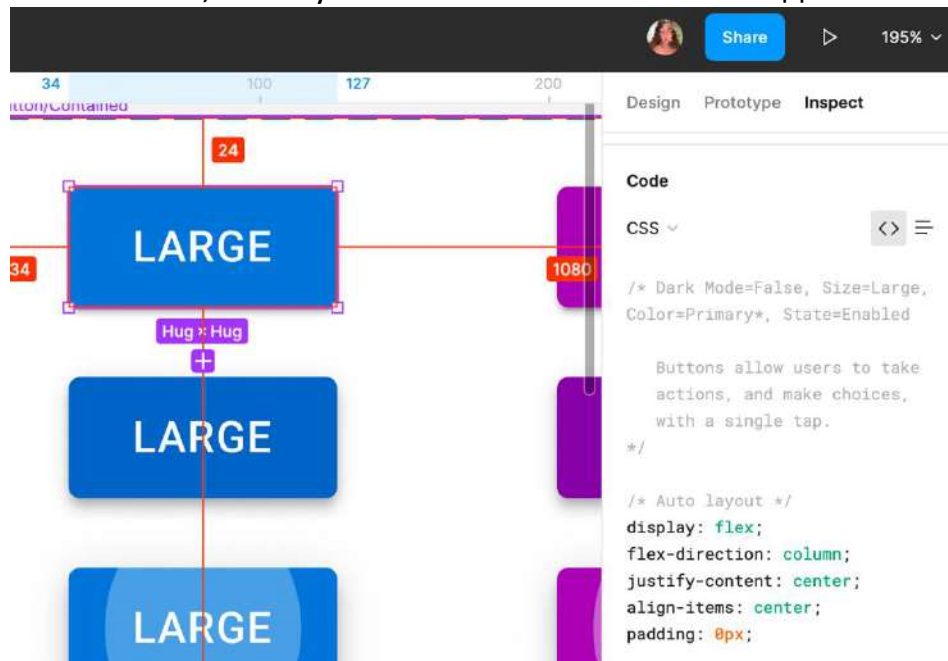 Share
195%
34 100 127 200
Design Prototype Inspect
24
Code
LARGE
CSS
34
1080
/* Dark Mode=False, Size=Large,
Color=Primary*, State=Enabled
Hug × Hug
Buttons allow users to take
actions, and make choices,
with a single tap.
*/
LARGE
/* Auto layout */
display: flex;
flex-direction: column;
justify-content: center;
align-items: center;
padding: 0px;
LARGE